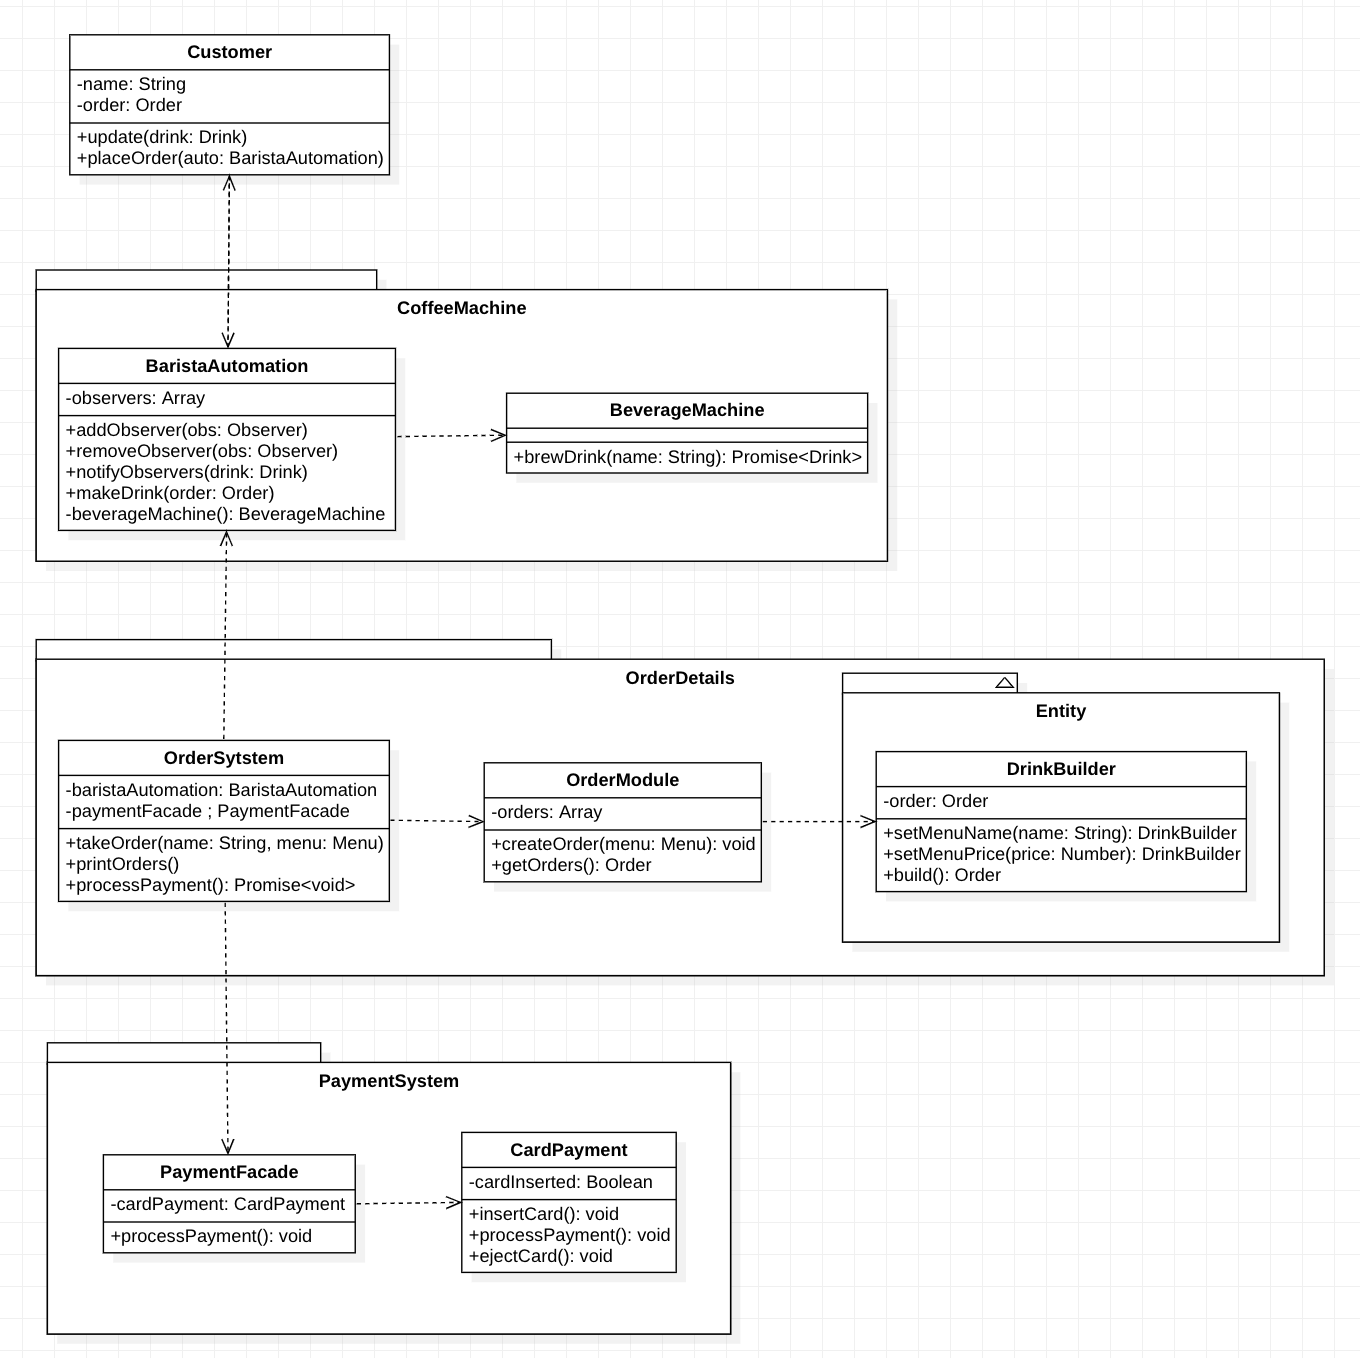 Customer
-name: String
-order: Order
+update(drink: Drink)
+placeOrder(auto: BaristaAutomation)
CoffeeMachine
BaristaAutomation
-observers: Array
+addObserver(obs: Observer)
+removeObserver(obs: Observer)
+notifyObservers(drink: Drink)
+makeDrink(order: Order)
-beverageMachine(): BeverageMachine
BeverageMachine
+brewDrink(name: String): Promise<Drink>
OrderDetails
OrderSytstem
-baristaAutomation: BaristaAutomation
-paymentFacade ; PaymentFacade
+takeOrder(name: String, menu: Menu)
+printOrders()
+processPayment(): Promise<void>
OrderModule
-orders: Array
+createOrder(menu: Menu): void
+getOrders(): Order
Entity
DrinkBuilder
-order: Order
+setMenuName(name: String): DrinkBuilder
+setMenuPrice(price: Number): DrinkBuilder
+build(): Order
PaymentSystem
PaymentFacade
-cardPayment: CardPayment
+processPayment(): void
CardPayment
-cardInserted: Boolean
+insertCard(): void
+processPayment(): void
+ejectCard(): void